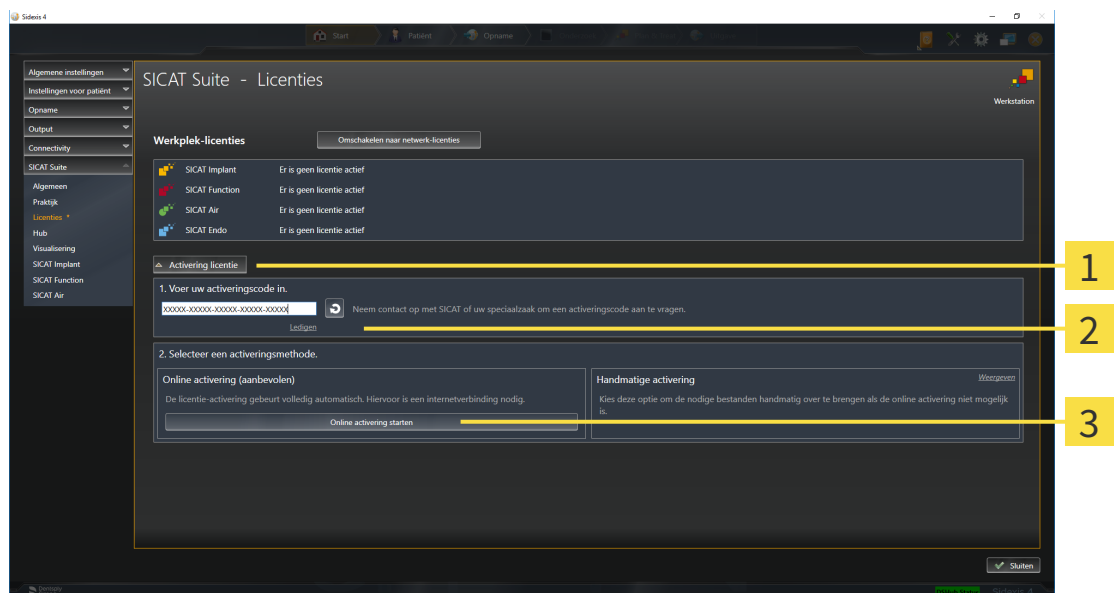 Sidexis 4
Start
Patiënt
Opname
Algemene instellingen
Instellingen voor patiënt
Opname
Output
Connectivity
SICAT Suite
Algemeen
Praktijk
Licenties *
Hub
Visualisering
SICAT Implant
SICAT Function
SICAT Air
SICAT Suite - Licenties
Werkstation
Werkplek-licenties
Omschakelen naar netwerk-licenties
SICAT Implant Er is geen licentie actief
SICAT Function Er is geen licentie actief
SICAT Air Er is geen licentie actief
SICAT Endo Er is geen licentie actief
Activering licentie
1
1. Voer uw activeringscode in.
XXXXX-XXXXX-XXXXX-XXXXX-XXXXX
Neem contact op met SICAT of uw speciaalzaak om een activeringscode aan te vragen.
Ledigen
2
2. Selecteer een activeringsmethode.
Online activering (aanbevolen)
De licentie-activering gebeurt volledig automatisch. Hiervoor is een internetverbinding nodig.
Online activering starten
Handmatige activering
Weergeven
Kies deze optie om de nodige bestanden handmatig over te brengen als de online activering niet mogelijk
is.
3
Sluiten
Dentsply
Sidexis 4